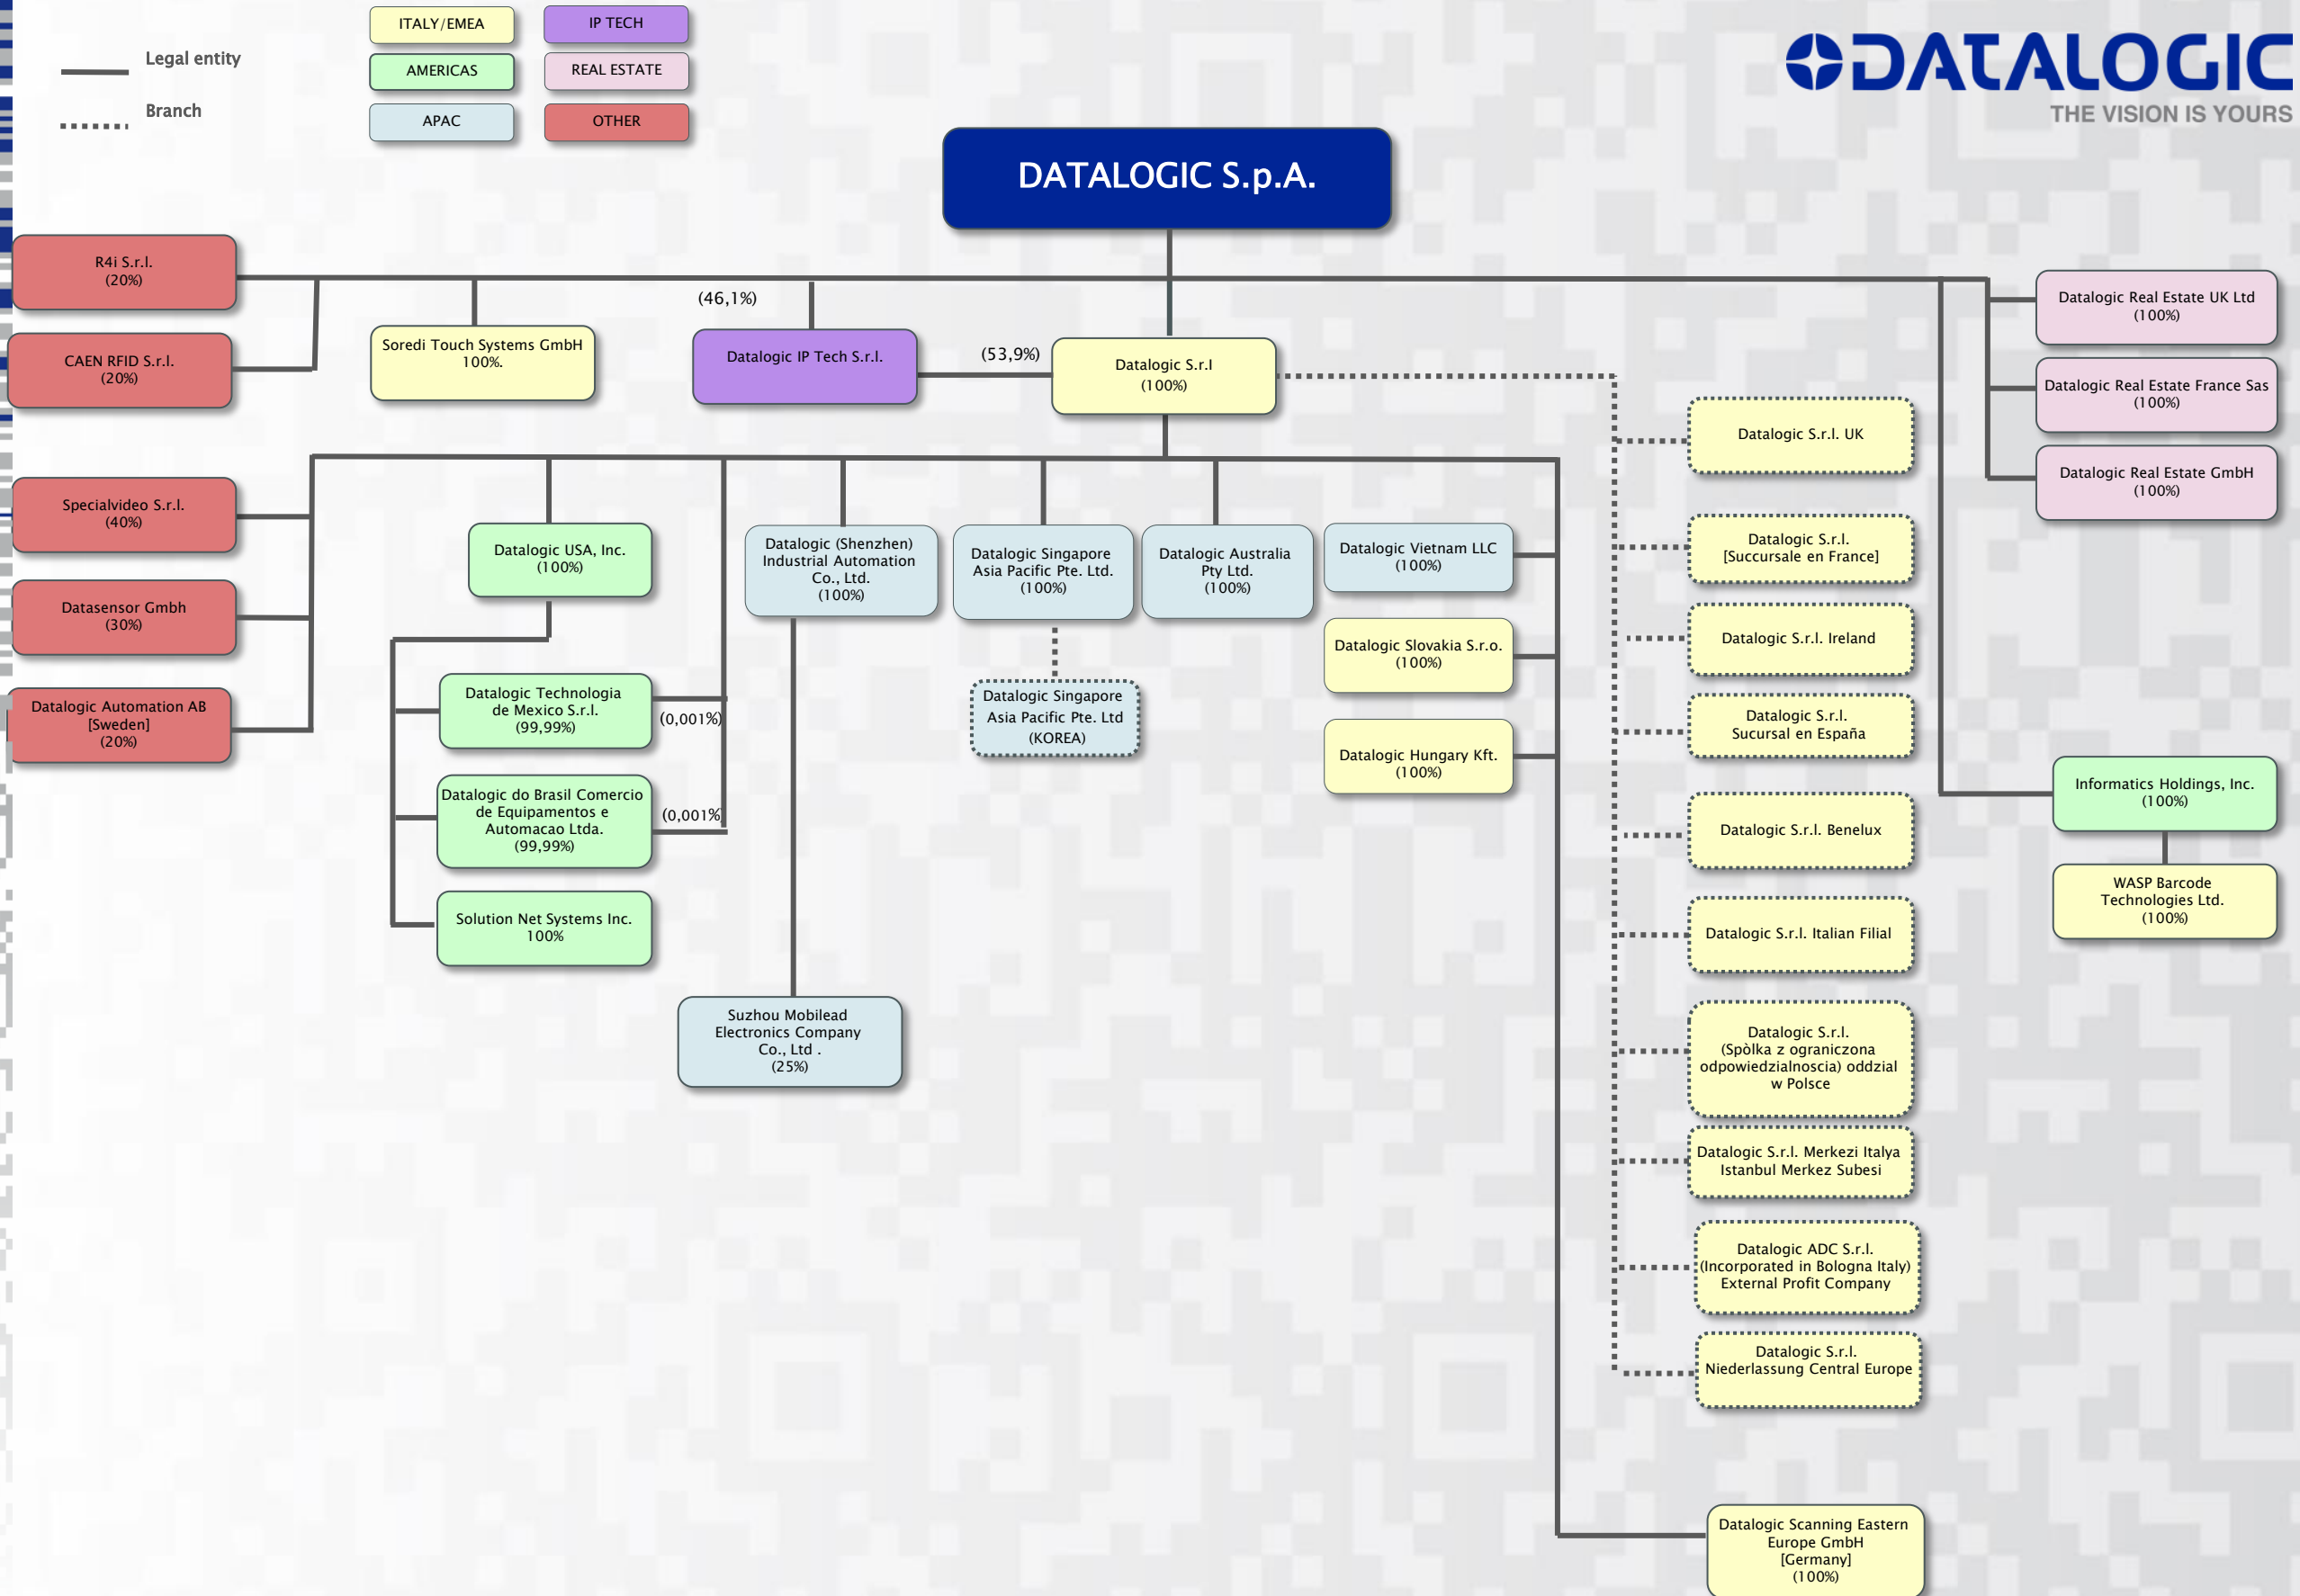 Legal entity
Branch
ITALY/EMEA
IP TECH
AMERICAS
REAL ESTATE
APAC
OTHER
DATALOGIC
THE VISION IS YOURS
DATALOGIC S.p.A.
R4i S.r.l.
(20%)
CAEN RFID S.r.l.
(20%)
Soredi Touch Systems GmbH
100%.
(46,1%)
Datalogic IP Tech S.r.l.
(53,9%)
Datalogic S.r.I
(100%)
Datalogic Real Estate UK Ltd
(100%)
Datalogic Real Estate France Sas
(100%)
Datalogic Real Estate GmbH
(100%)
Specialvideo S.r.l.
(40%)
Datasensor Gmbh
(30%)
Datalogic Automation AB
[Sweden]
(20%)
Datalogic USA, Inc.
(100%)
Datalogic Technologia
de Mexico S.r.l.
(99,99%)
(0,001%)
Datalogic do Brasil Comercio
de Equipamentos e
Automacao Ltda.
(99,99%)
(0,001%
Solution Net Systems Inc.
100%
Datalogic (Shenzhen)
Industrial Automation
Co., Ltd.
(100%)
Suzhou Mobilead
Electronics Company
Co., Ltd .
(25%)
Datalogic Singapore
Asia Pacific Pte. Ltd.
(100%)
Datalogic Singapore
Asia Pacific Pte. Ltd
(KOREA)
Datalogic Australia
Pty Ltd.
(100%)
Datalogic Vietnam LLC
(100%)
Datalogic Slovakia S.r.o.
(100%)
Datalogic Hungary Kft.
(100%)
Datalogic S.r.l. UK
Datalogic S.r.l.
[Succursale en France]
Datalogic S.r.l. Ireland
Datalogic S.r.l.
Sucursal en España
Datalogic S.r.l. Benelux
Datalogic S.r.l. Italian Filial
Datalogic S.r.l.
(Spòlka z ograniczona
odpowiedzialnoscia) oddzial
w Polsce
Datalogic S.r.l. Merkezi Italya
Istanbul Merkez Subesi
Datalogic ADC S.r.l.
(Incorporated in Bologna Italy)
External Profit Company
Datalogic S.r.l.
Niederlassung Central Europe
Informatics Holdings, Inc.
(100%)
WASP Barcode
Technologies Ltd.
(100%)
Datalogic Scanning Eastern
Europe GmbH
[Germany]
(100%)